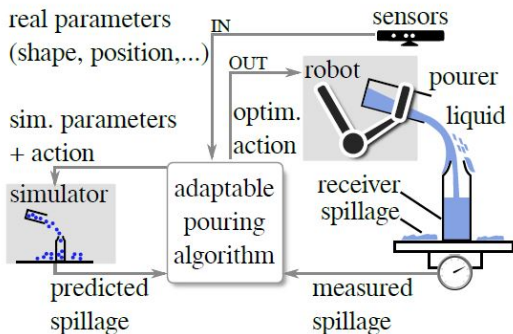 real parameters
(shape, position,...)
IN
sensors
OUT
robot
pourer
liquid
optim.
action
sim. parameters
+ action
simulator
adaptable
pouring
algorithm
receiver
spillage
predicted
spillage
measured
spillage